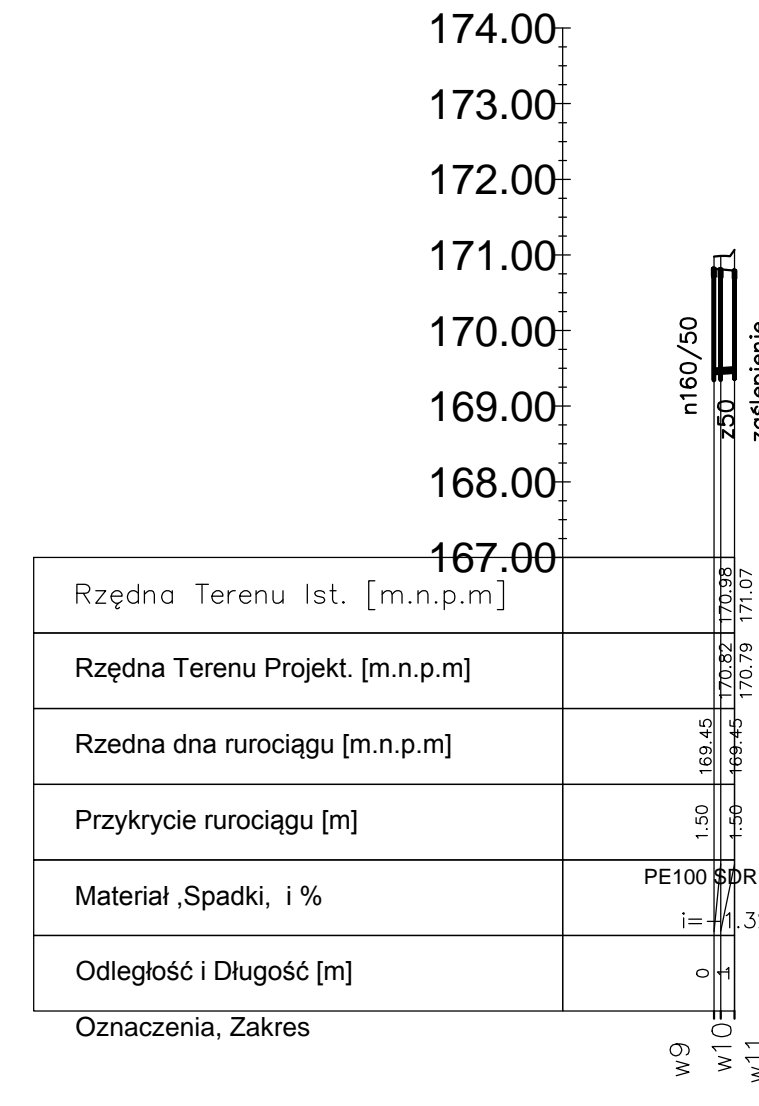 174.00
173.00
172.00
171.00
170.00
169.00
168.00
167.00
n160/50
z50
zaślepienie
Rzędna Terenu Ist. [m.n.p.m]
170.98
171.07
Rzędna Terenu Projekt. [m.n.p.m]
170.82
170.79
Rzedna dna rurociągu [m.n.p.m]
169.45
169.45
Przykrycie rurociągu [m]
1.50
1.50
Materiał ,Spadki, i %
PE100 SDR
Odległość i Długość [m]
0
1
Oznaczenia, Zakres
w9
w10
w11